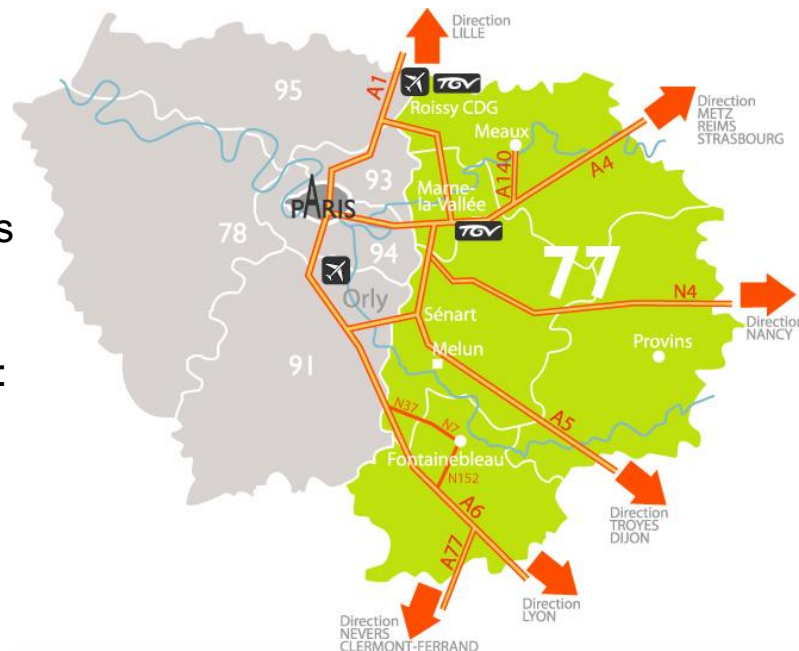 Direction
LILLE
95
A1
TGV
Roissy CDG
Direction
METZ
REIMS
STRASBOURG
Meaux
A140
A4
93
Marne-
la-Vallée
PARIS
s
78
94
TGV
77
Orly
N4
Sénart
Direction
NANCY
Provins
Melun
:
91
N37
N7
A5
Fontainebleau
N152
A6
Direction
TROYES
DIJON
A77
Direction
LYON
Direction
NEVERS
CLERMONT-FERRAND